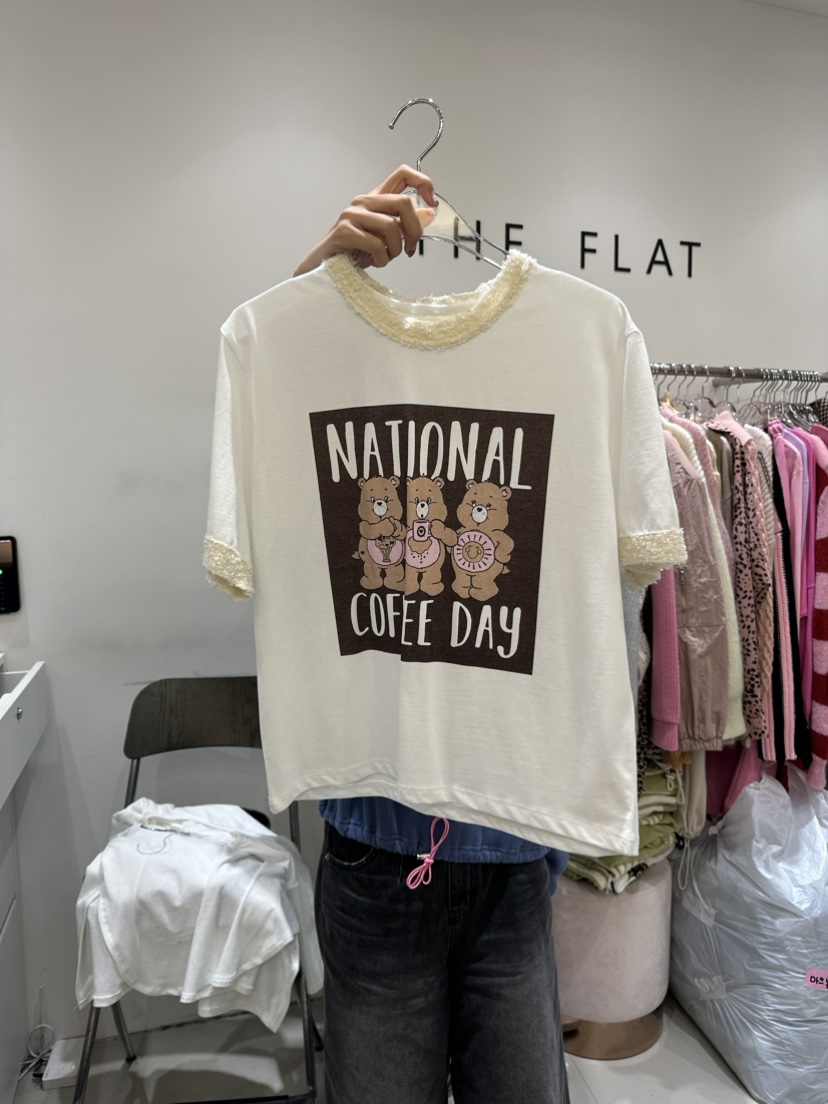 THE FLAT
NATIONAL
COFEE DAY